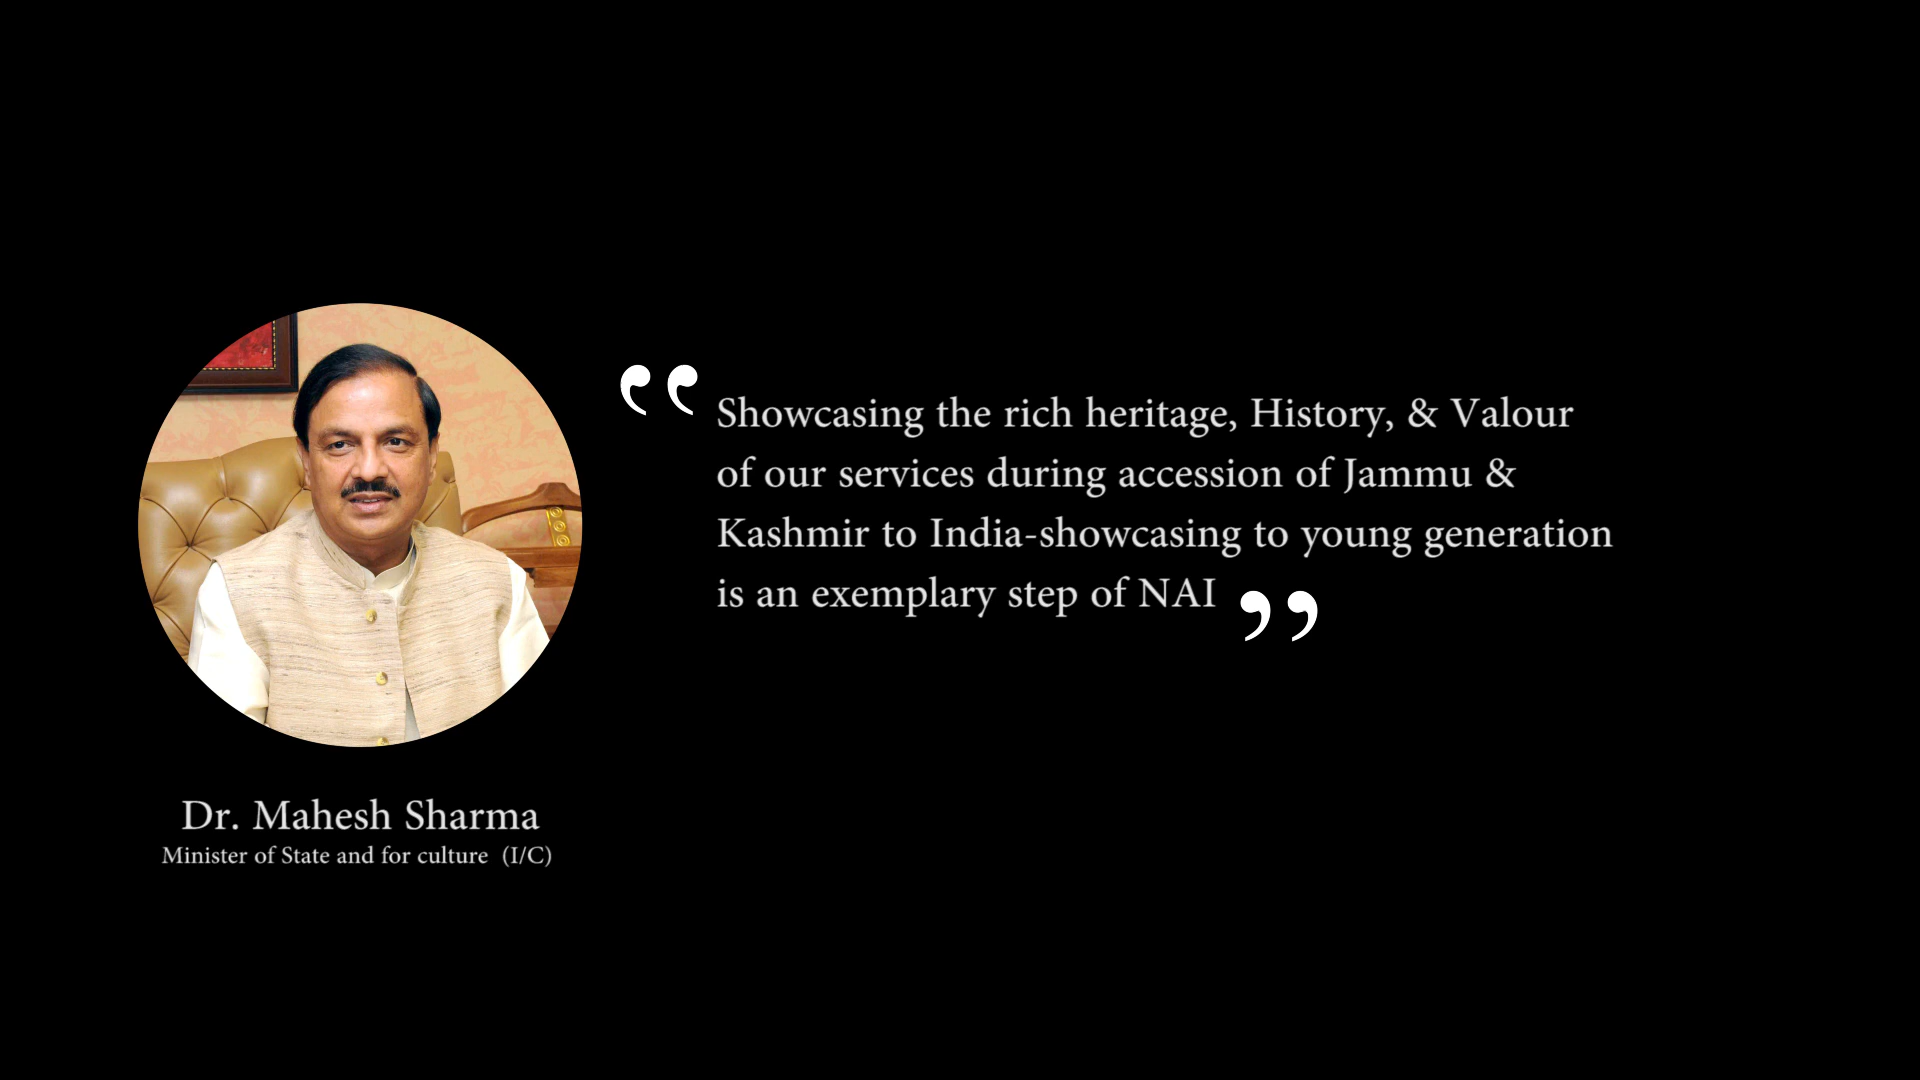 “ Showcasing the rich heritage, History, & Valour
of our services during accession of Jammu &
Kashmir to India-showcasing to young generation
is an exemplary step of NAI ”
Dr. Mahesh Sharma
Minister of State and for culture (I/C)